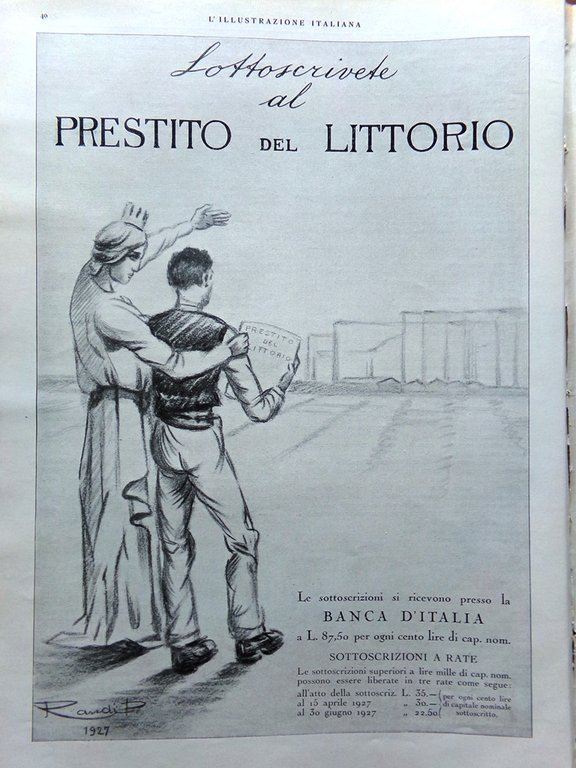 40
L'ILLUSTRAZIONE ITALIANA
Sottoscrivete
al
PRESTITO DEL LITTORIO
PRESTITO
DEL
LITTORIO
Le sottoscrizioni si ricevono presso la
BANCA D'ITALIA
a L. 87,50 per ogni cento lire di cap. nom.
SOTTOSCRIZIONI A RATE
Le sottoscrizioni superiori a lire mille di cap. nom.
possono essere liberate in tre rate come segue:
all'atto della sottoscriz. L. 35.— per ogni cento lire
al 15 aprile 1927 „ 30.— di capitale nominale
al 30 giugno 1927 „ 22.50 sottoscritto.
Randi P
1927